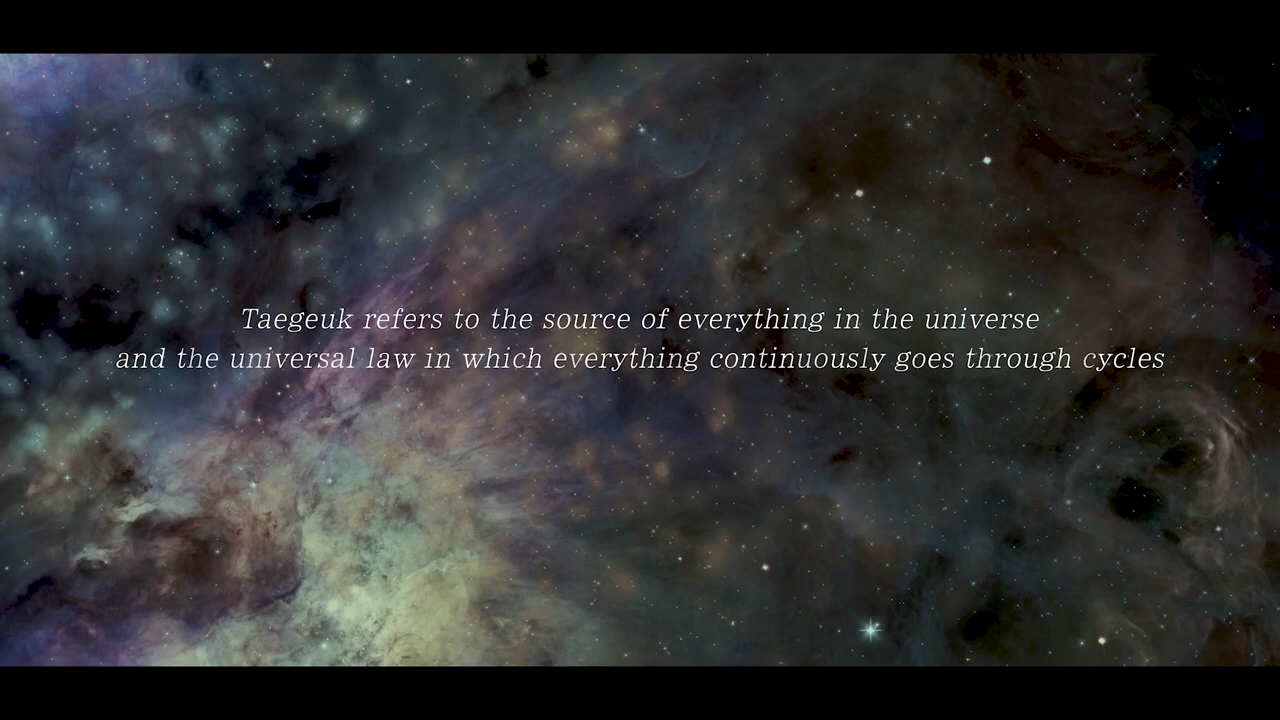 Taegeuk refers to the source of everything in the universe
and the universal law in which everything continuously goes through cycles